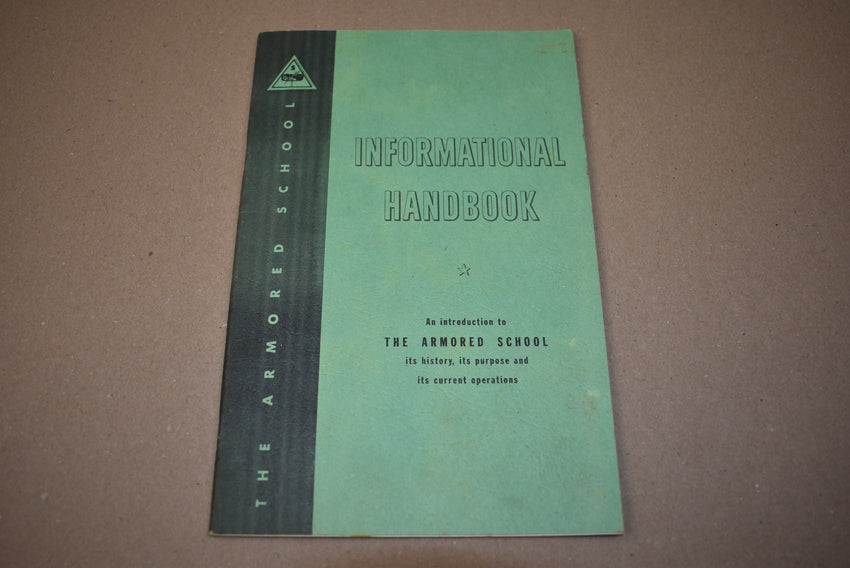 THE ARMORED SCHOOL
INFORMATIONAL
HANDBOOK
An introduction to
THE ARMORED SCHOOL
its history, its purpose and
its current operations